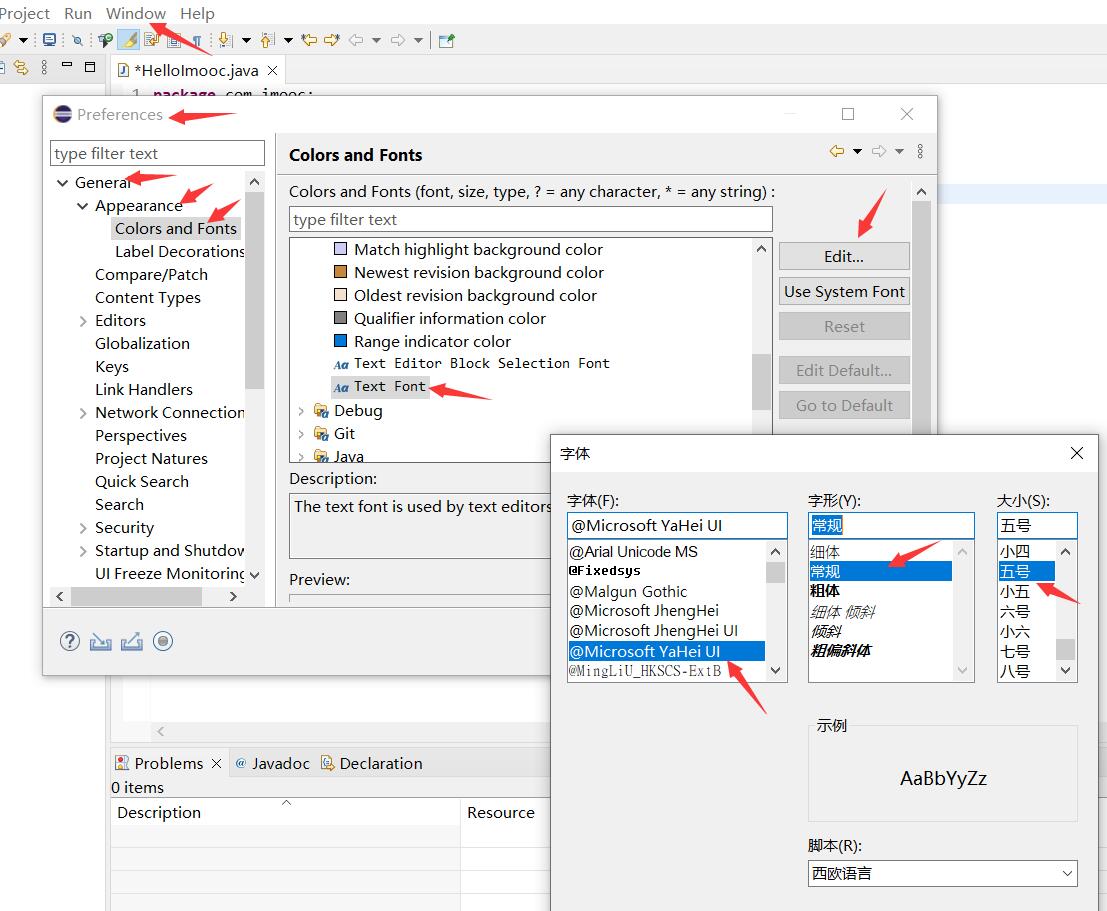 Project Run Window Help
*HelloImooc.java
1 package com.imooc;
Preferences
type filter text
General
Appearance
Colors and Fonts
Label Decorations
Compare/Patch
Content Types
Editors
Globalization
Keys
Link Handlers
Network Connection
Perspectives
Project Natures
Quick Search
Search
Security
Startup and Shutdow
UI Freeze Monitoring
Colors and Fonts
Colors and Fonts (font, size, type, ? = any character, * = any string) :
type filter text
Match highlight background color
Newest revision background color
Oldest revision background color
Qualifier information color
Range indicator color
Aa Text Editor Block Selection Font
Aa Text Font
Debug
Git
Java
Edit...
Use System Font
Reset
Edit Default...
Go to Default
Description:
The text font is used by text editors
Preview:
字体
字体(F):
@Microsoft YaHei UI
@Arial Unicode MS
@Fixedsys
@Malgun Gothic
@Microsoft JhengHei
@Microsoft JhengHei UI
@Microsoft YaHei UI
@MingLiU_HKSCS-ExtB
字形(Y):
常规
细体
常规
粗体
细体 倾斜
倾斜
粗偏斜体
大小(S):
五号
小四
五号
小五
六号
小六
七号
八号
示例
AaBbYyZz
脚本(R):
西欧语言
Problems @ Javadoc Declaration
0 items
Description Resource